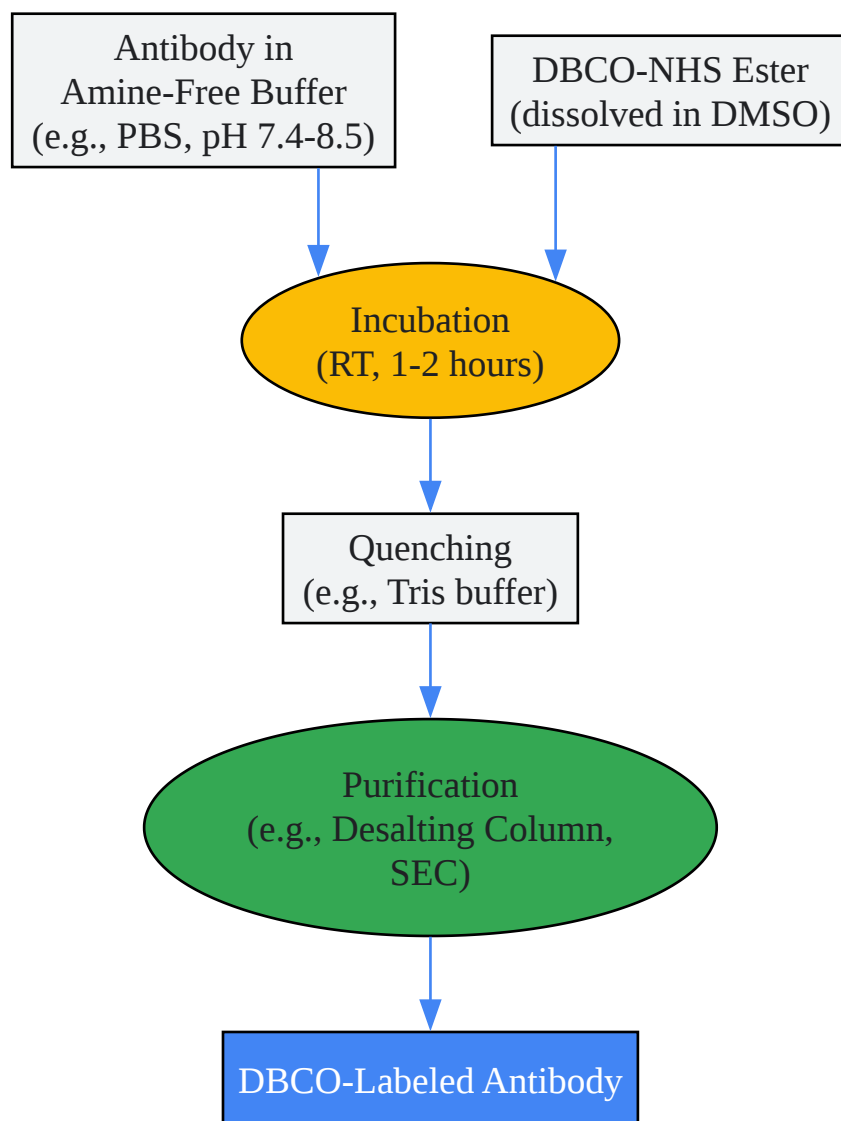 Antibody in
Amine-Free Buffer
(e.g., PBS, pH 7.4-8.5)
DBCO-NHS Ester
(dissolved in DMSO)
Incubation
(RT, 1-2 hours)
Quenching
(e.g., Tris buffer)
Purification
(e.g., Desalting Column,
SEC)
DBCO-Labeled Antibody